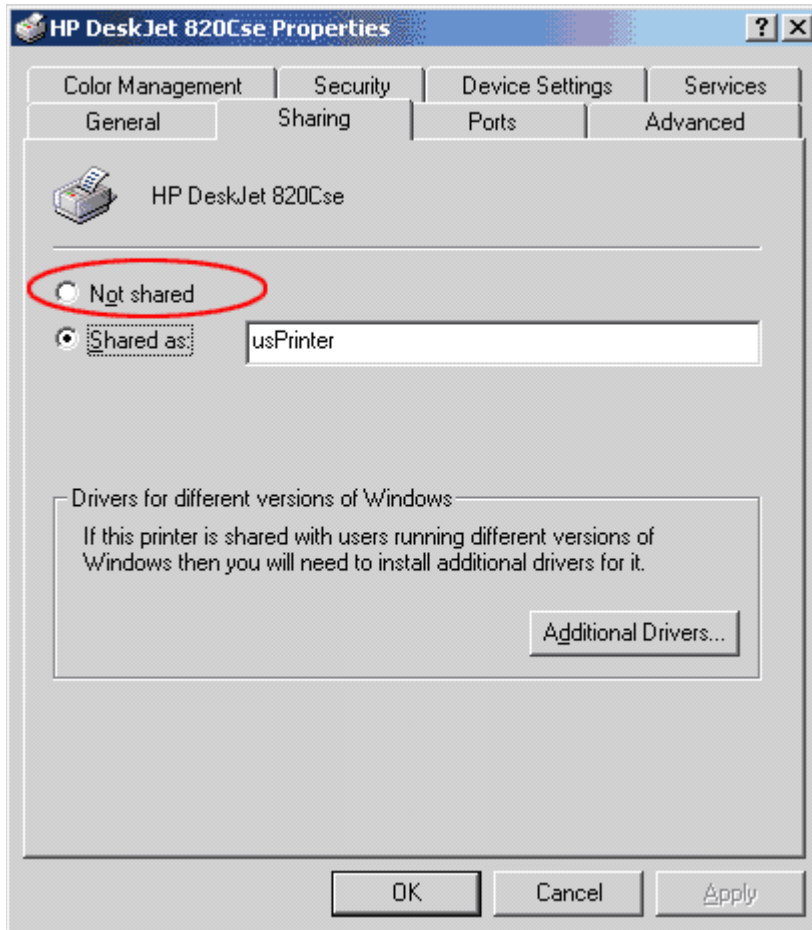 HP DeskJet 820Cse Properties
Color Management Security Device Settings Services
General Sharing Ports Advanced
HP DeskJet 820Cse
Not shared
Shared as: usPrinter
Drivers for different versions of Windows
If this printer is shared with users running different versions of
Windows then you will need to install additional drivers for it.
Additional Drivers...
OK Cancel Apply